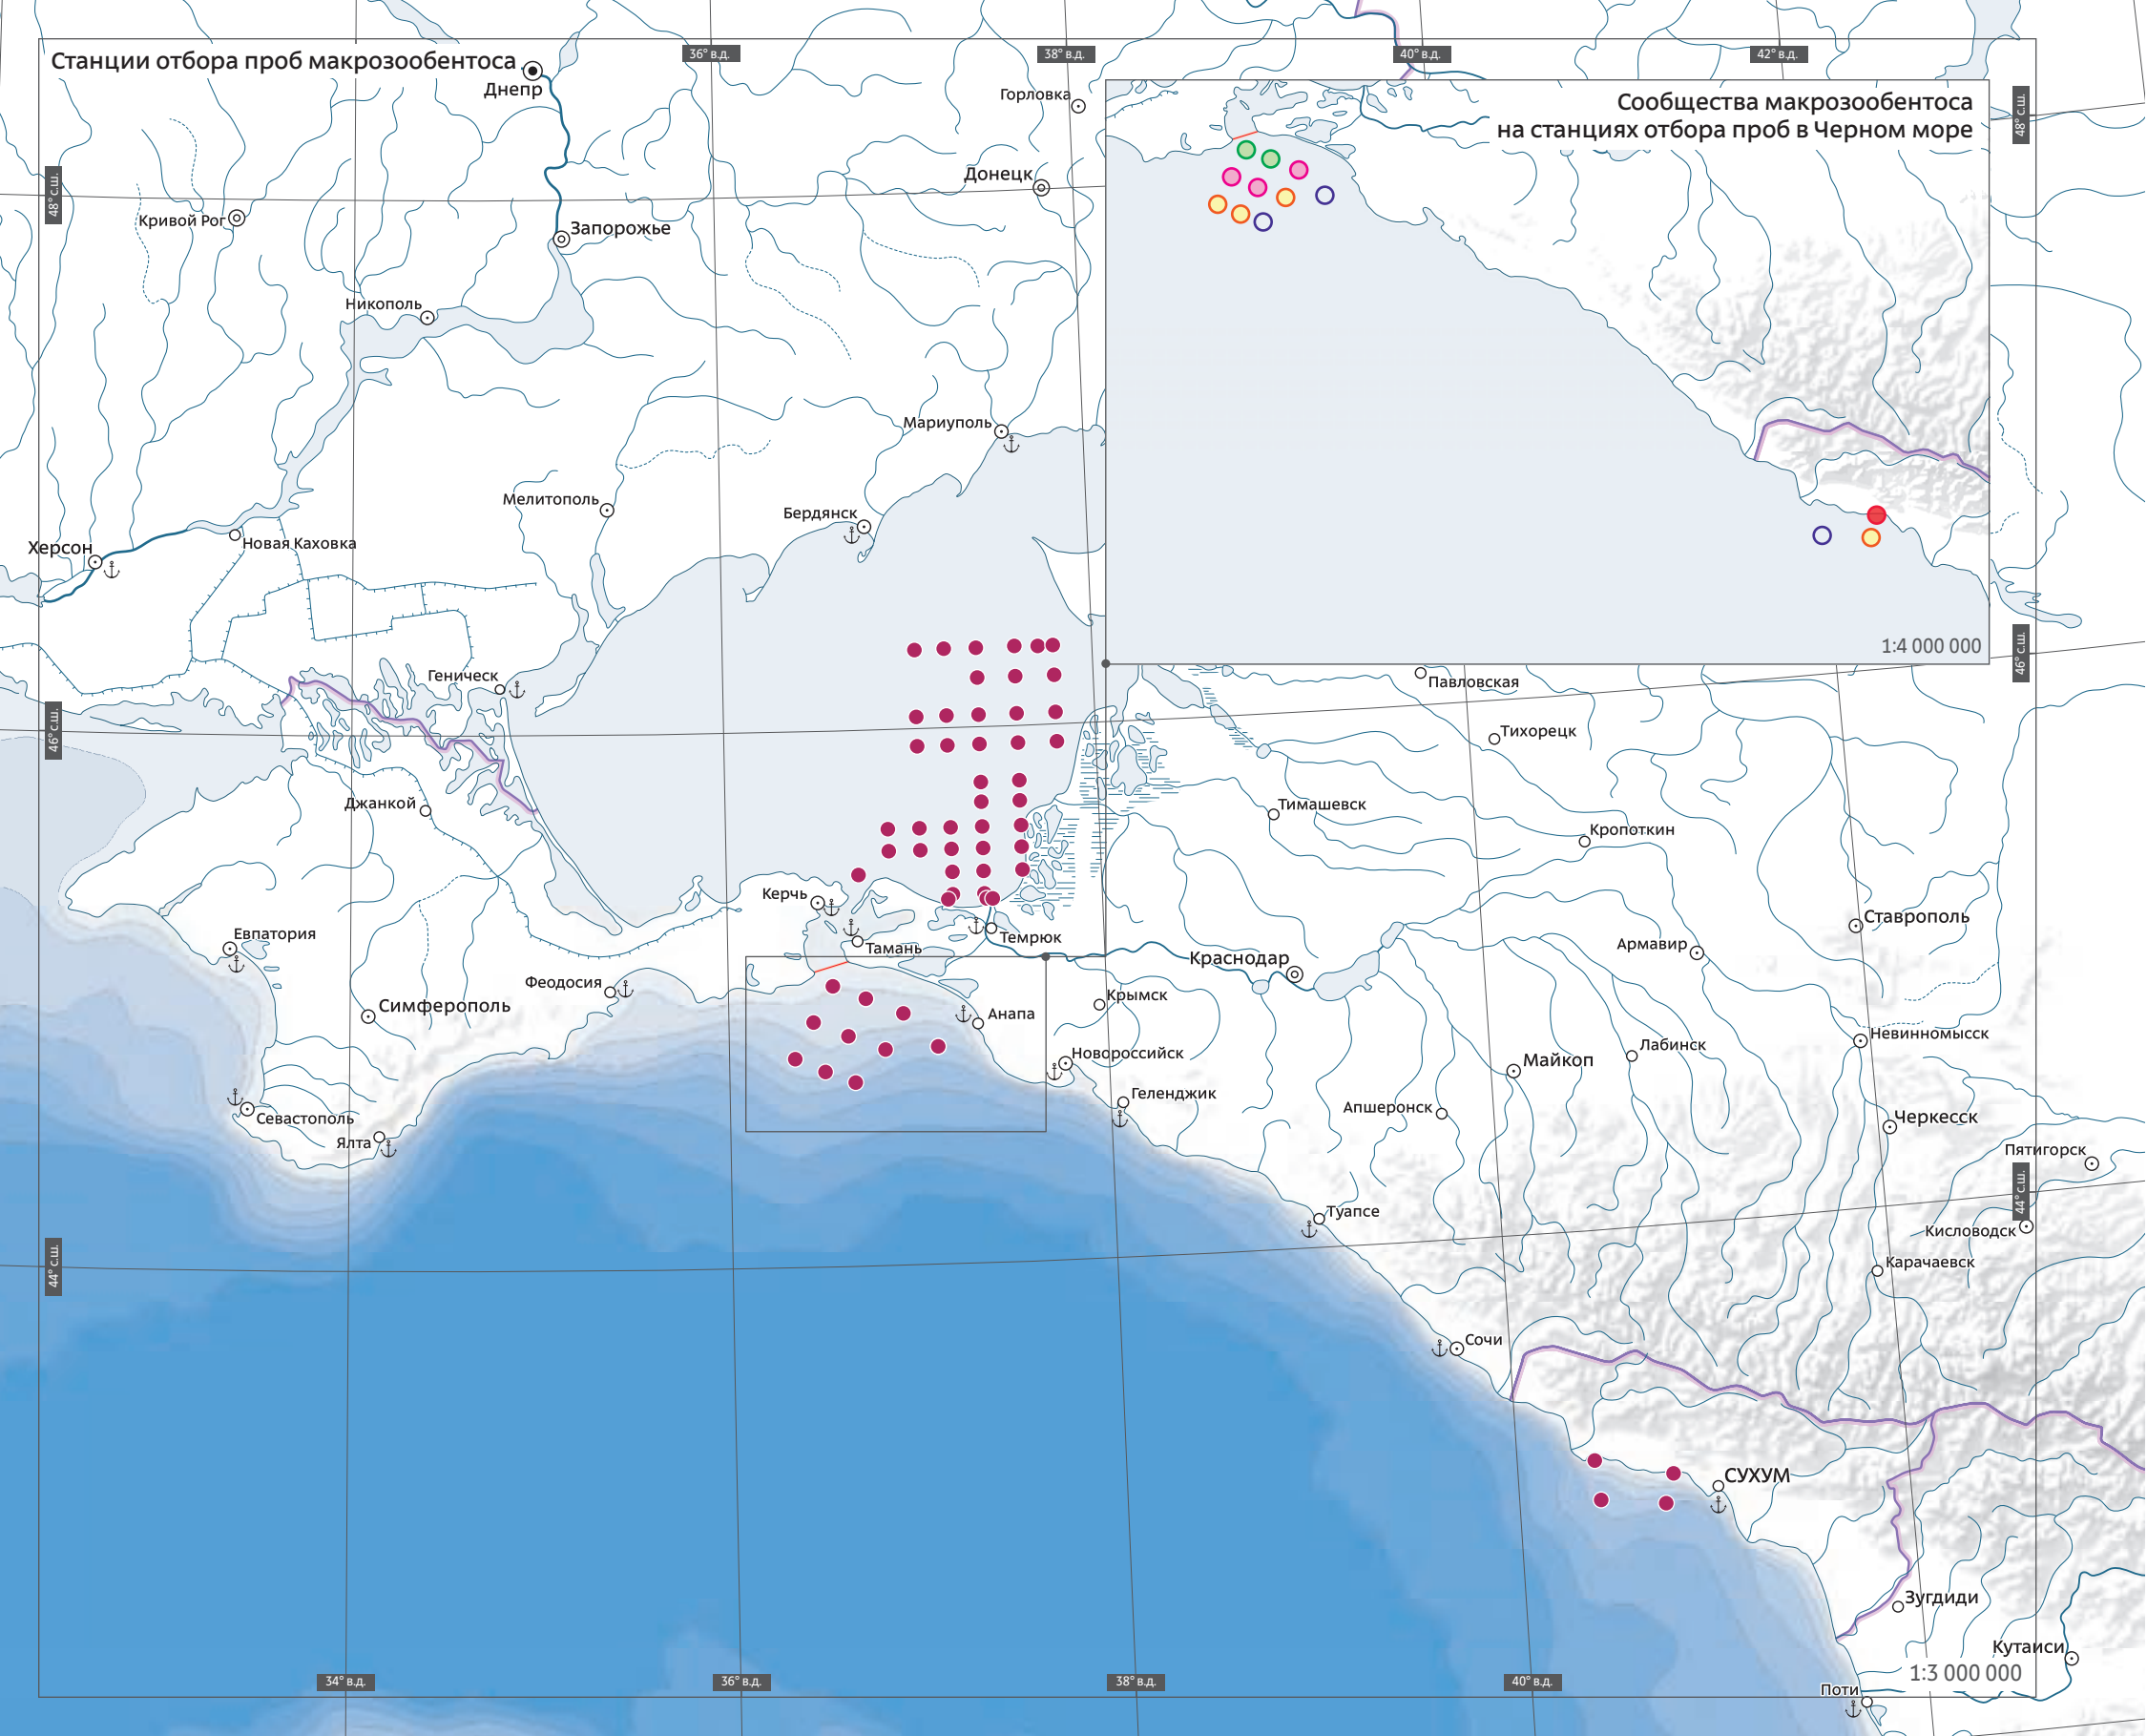 Станции отбора проб макрозообентоса
36° в.д.
38° в.д.
40° в.д.
42° в.д.
Днепр
Горловка
Сообщества макрозообентоса
на станциях отбора проб в Черном море
48° с.ш.
48° с.ш.
Донецк
Кривой Рог
Запорожье
Никополь
Мариуполь
Мелитополь
Бердянск
Херсон
Новая Каховка
1:4 000 000
46° с.ш.
Геническ
Павловская
46° с.ш.
Тихорецк
Джанкой
Тимашевск
Кропоткин
Керчь
Ставрополь
Евпатория
Тамань
Темрюк
Армавир
Краснодар
Феодосия
Крымск
Симферополь
Анапа
Невинномысск
Новороссийск
Лабинск
Майкоп
Геленджик
Апшеронск
Севастополь
Черкесск
Ялта
Пятигорск
44° с.ш.
Туапсе
Кисловодск
44° с.ш.
Карачаевск
Сочи
СУХУМ
Зугдиди
Кутаиси
1:3 000 000
34° в.д.
36° в.д.
38° в.д.
40° в.д.
Поти